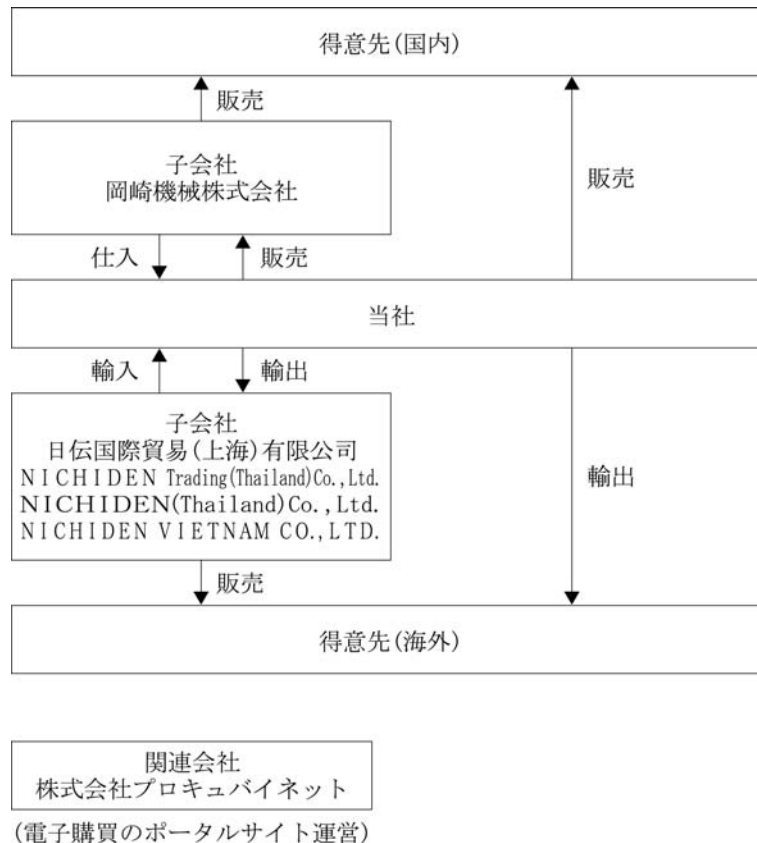 得意先(国内)
販売
子会社
岡崎機械株式会社
販売
仕入
販売
当社
輸入
輸出
子会社
日伝国際貿易(上海)有限公司
NICHIDEN Trading(Thailand)Co.,Ltd.
NICHIDEN(Thailand)Co.,Ltd.
NICHIDEN VIETNAM CO.,LTD.
輸出
販売
得意先(海外)
関連会社
株式会社プロキュバイネット
(電子購買のポータルサイト運営)